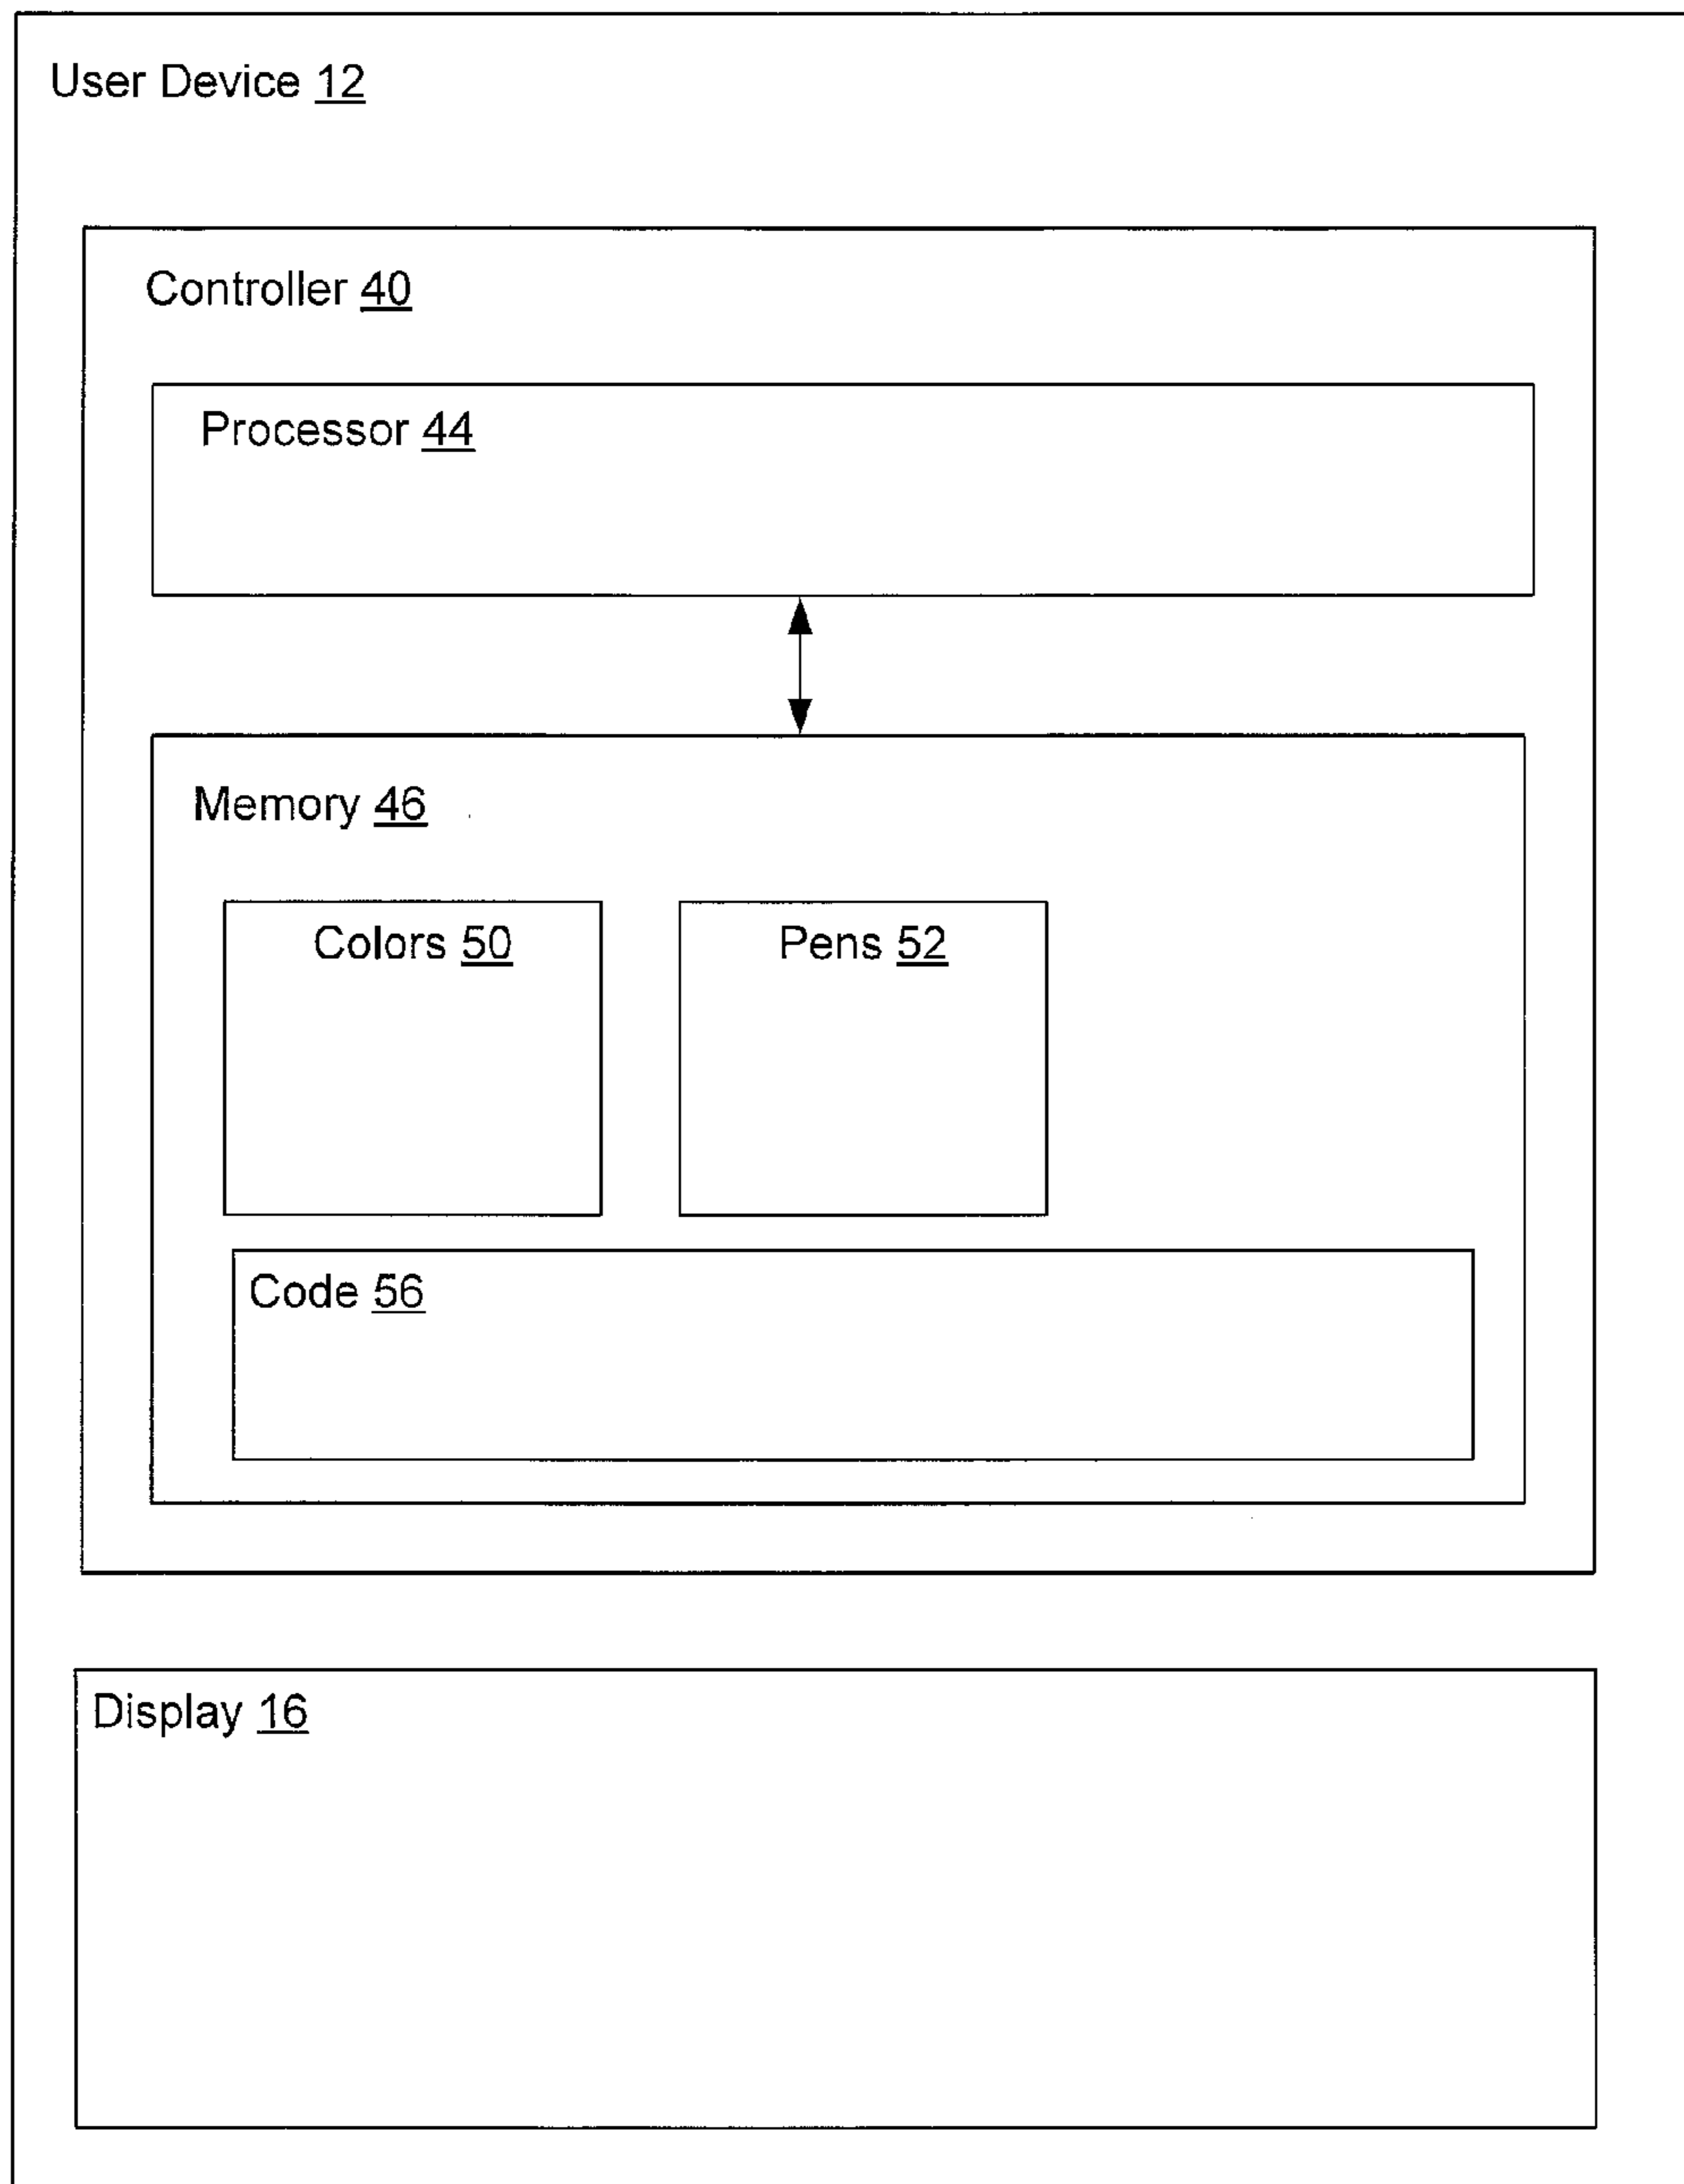 User Device 12
Controller 40
Processor 44
Memory 46
Colors 50
Pens 52
Code 56
Display 16